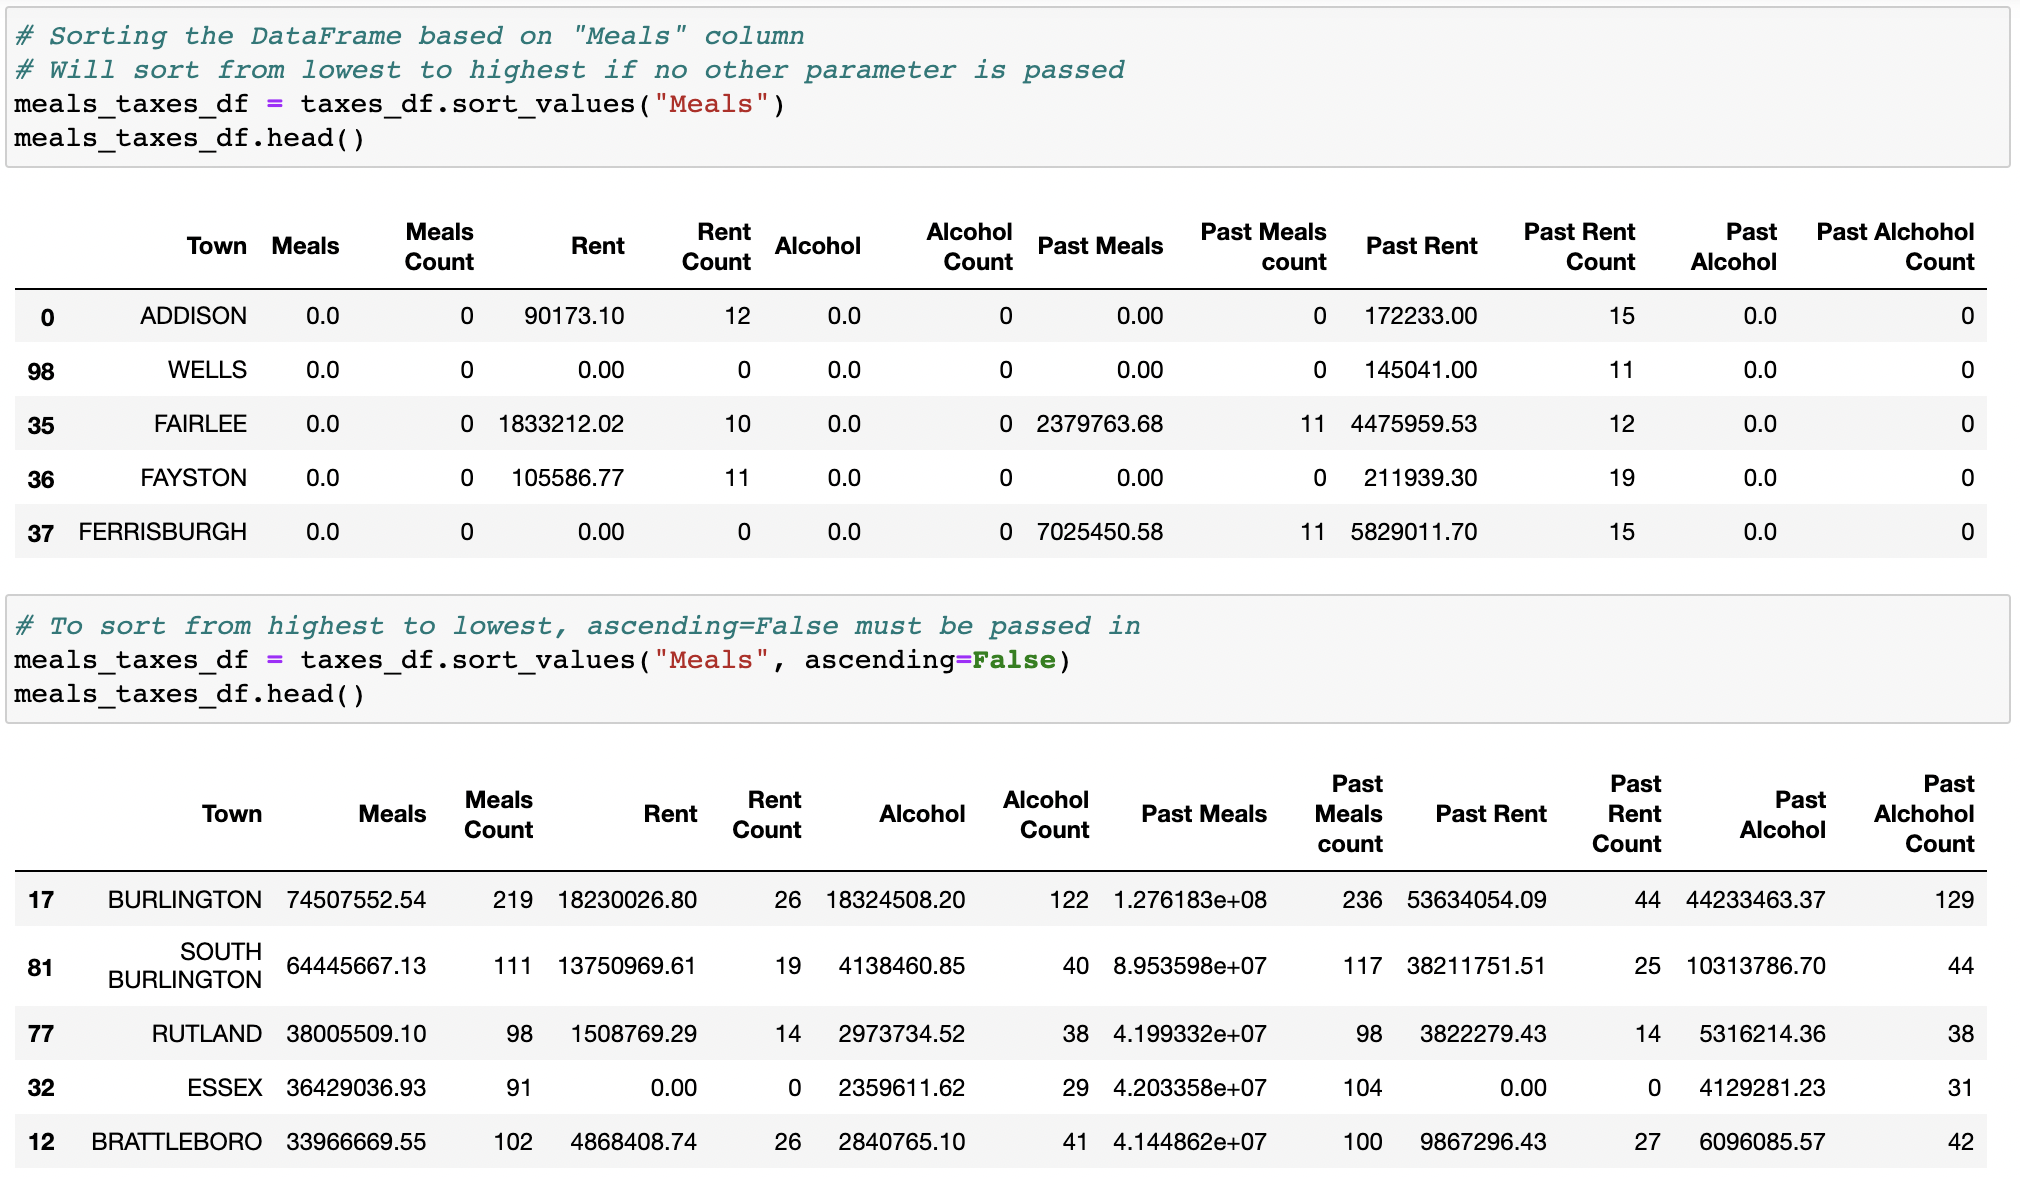 # Sorting the DataFrame based on "Meals" column
# Will sort from lowest to highest if no other parameter is passed
meals_taxes_df = taxes_df.sort_values("Meals")
meals_taxes_df.head()
Town Meals Meals Count Rent Rent Count Alcohol Alcohol Count Past Meals Past Meals count Past Rent Past Rent Count Past Alcohol Past Alchohol Count
0 ADDISON 0.0 0 90173.10 12 0.0 0 0.00 0 172233.00 15 0.0 0
98 WELLS 0.0 0 0.00 0 0.0 0 0.00 0 145041.00 11 0.0 0
35 FAIRLEE 0.0 0 1833212.02 10 0.0 0 2379763.68 11 4475959.53 12 0.0 0
36 FAYSTON 0.0 0 105586.77 11 0.0 0 0.00 0 211939.30 19 0.0 0
37 FERRISBURGH 0.0 0 0.00 0 0.0 0 7025450.58 11 5829011.70 15 0.0 0
# To sort from highest to lowest, ascending=False must be passed in
meals_taxes_df = taxes_df.sort_values("Meals", ascending=False)
meals_taxes_df.head()
Town Meals Meals Count Rent Rent Count Alcohol Alcohol Count Past Meals Past Meals count Past Rent Past Rent Count Past Alcohol Past Alchohol Count
17 BURLINGTON 74507552.54 219 18230026.80 26 18324508.20 122 1.276183e+08 236 53634054.09 44 44233463.37 129
81 SOUTH BURLINGTON 64445667.13 111 13750969.61 19 4138460.85 40 8.953598e+07 117 38211751.51 25 10313786.70 44
77 RUTLAND 38005509.10 98 1508769.29 14 2973734.52 38 4.199332e+07 98 3822279.43 14 5316214.36 38
32 ESSEX 36429036.93 91 0.00 0 2359611.62 29 4.203358e+07 104 0.00 0 4129281.23 31
12 BRATTLEBORO 33966669.55 102 4868408.74 26 2840765.10 41 4.144862e+07 100 9867296.43 27 6096085.57 42